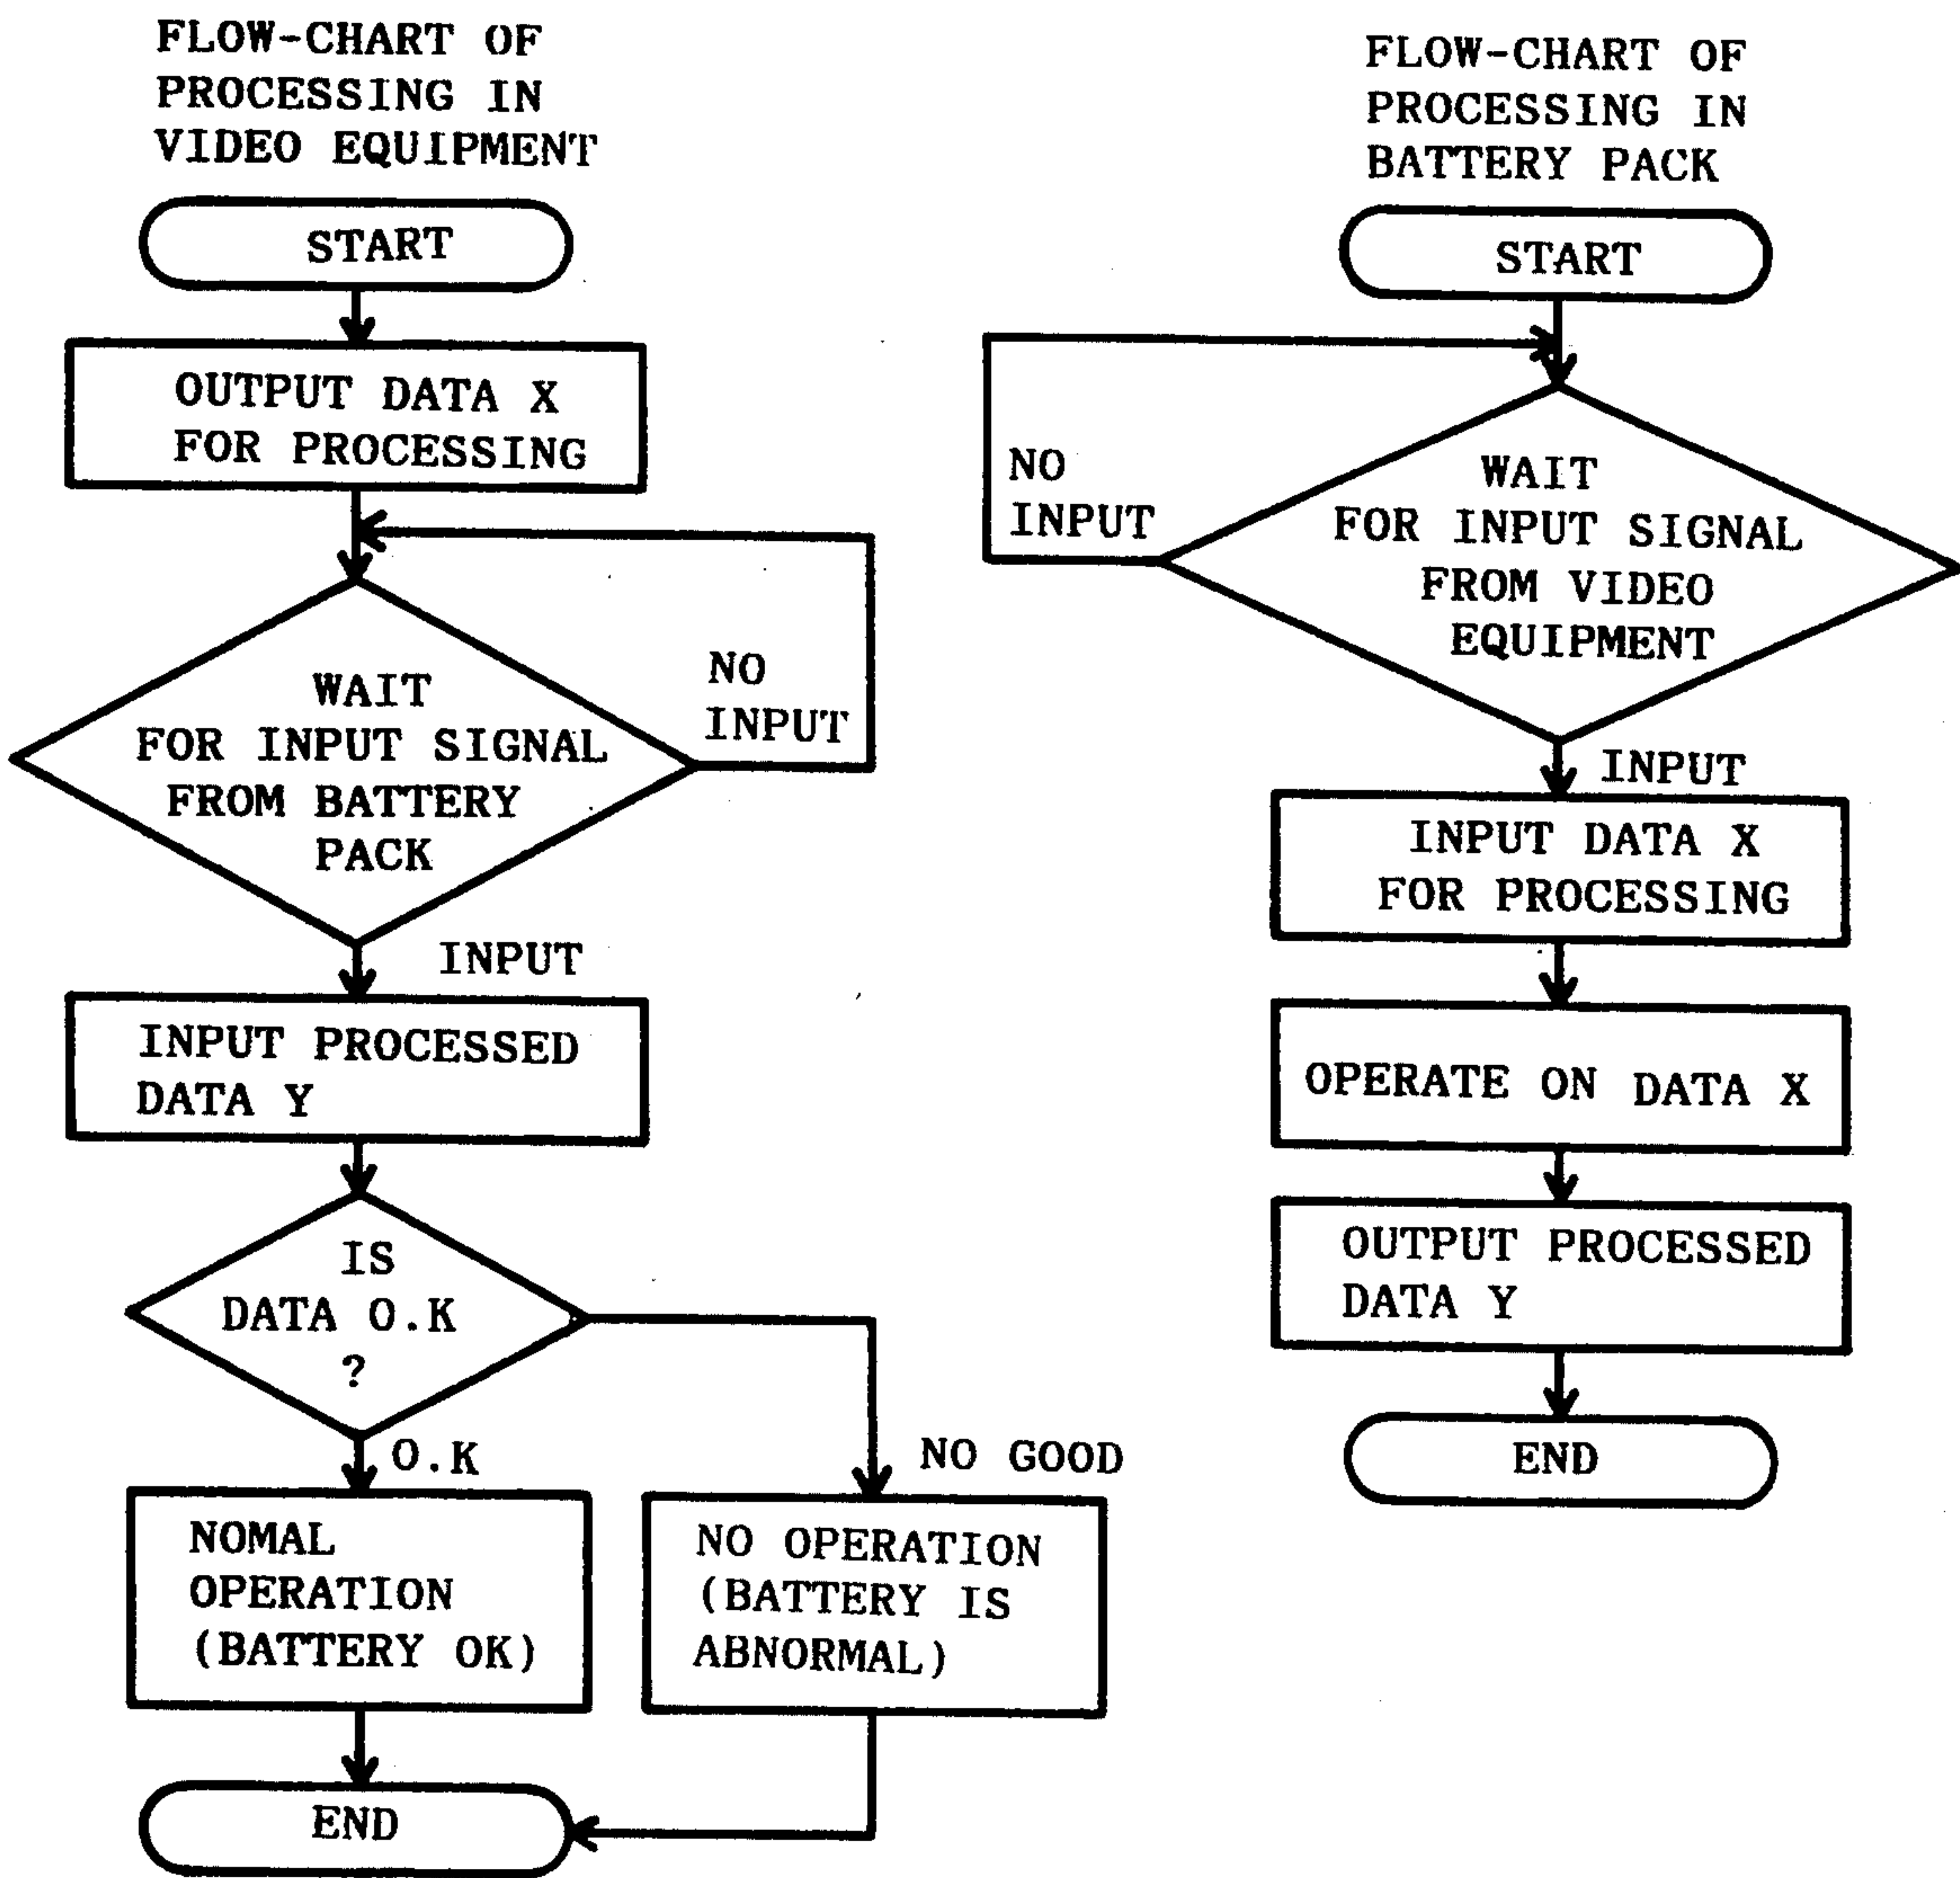 FLOW-CHART OF
PROCESSING IN
VIDEO EQUIPMENT
START
OUTPUT DATA X
FOR PROCESSING
WAIT
FOR INPUT SIGNAL
FROM BATTERY
PACK
NO
INPUT
INPUT
INPUT PROCESSED
DATA Y
IS
DATA O.K
?
O.K
NO GOOD
NOMAL
OPERATION
(BATTERY OK)
NO OPERATION
(BATTERY IS
ABNORMAL)
END
FLOW-CHART OF
PROCESSING IN
BATTERY PACK
START
NO
INPUT
WAIT
FOR INPUT SIGNAL
FROM VIDEO
EQUIPMENT
INPUT
INPUT DATA X
FOR PROCESSING
OPERATE ON DATA X
OUTPUT PROCESSED
DATA Y
END